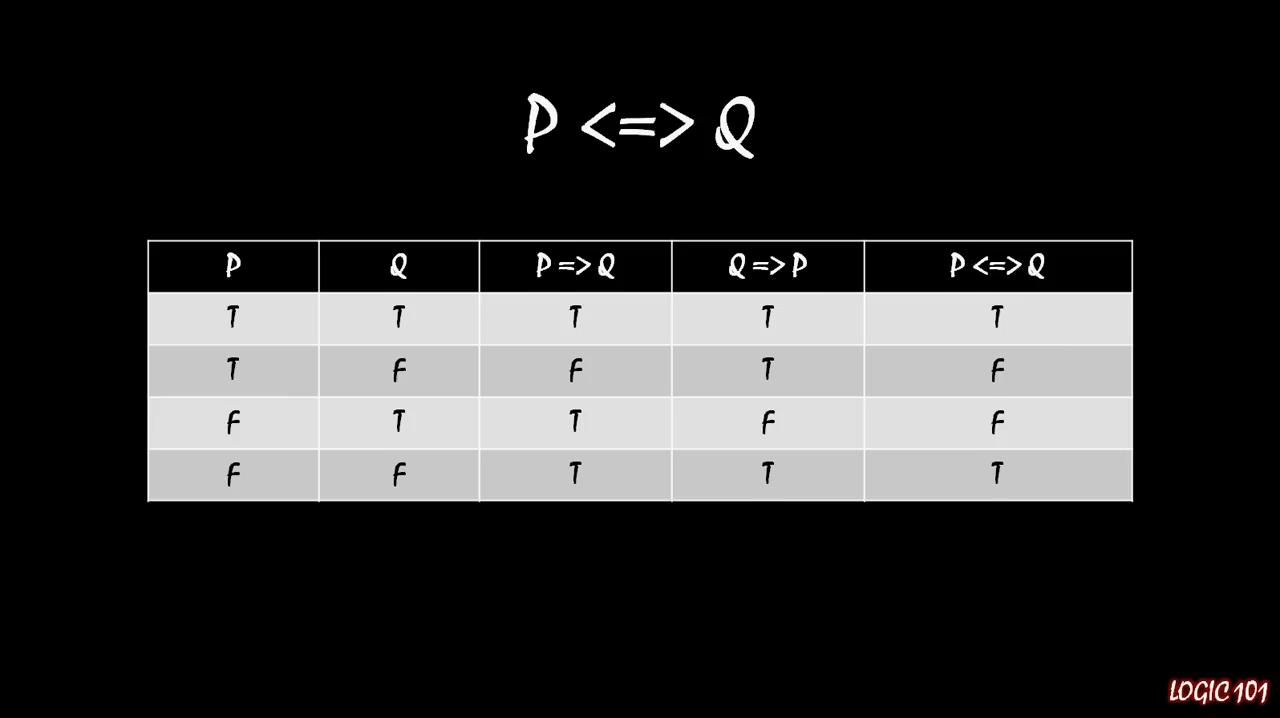 P <=> Q
P Q P => Q Q => P P <=> Q
T T T T T
T F F T F
F T T F F
F F T T T
LOGIC 101